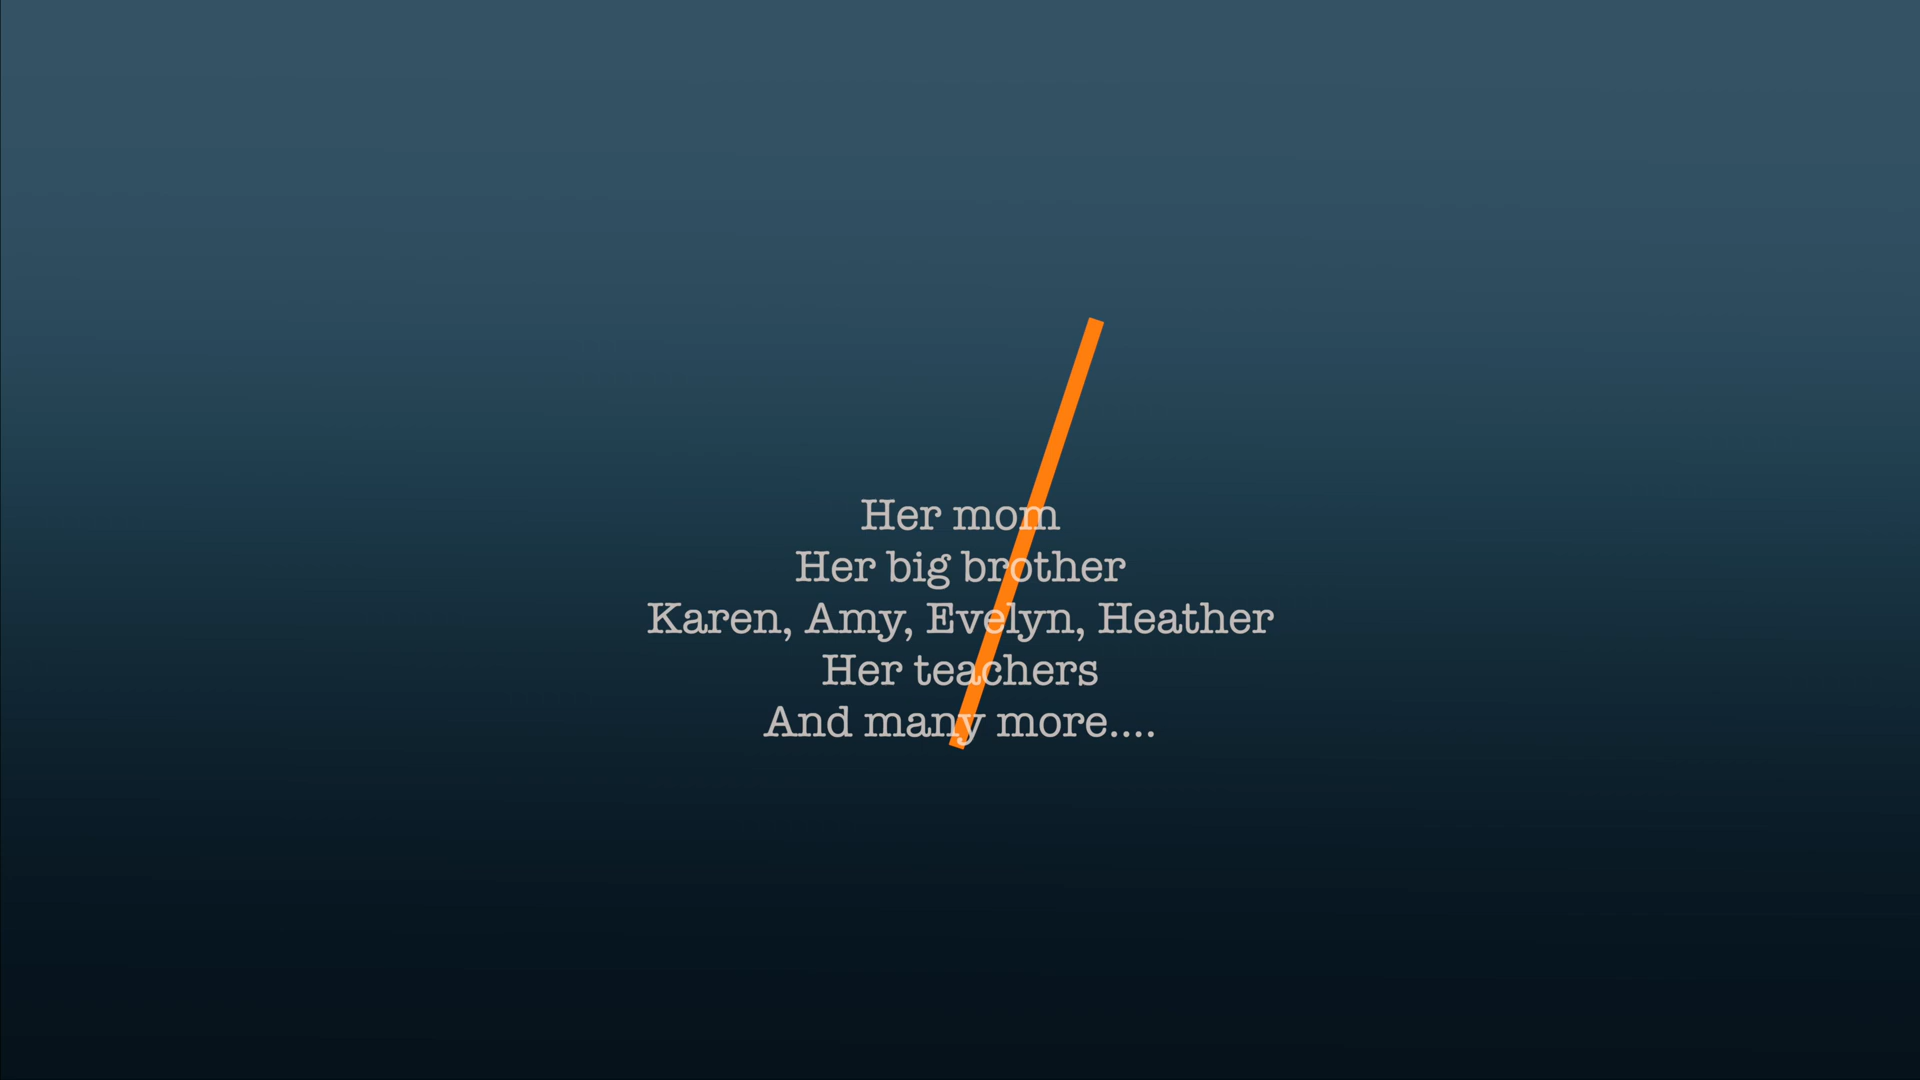 Her mom
Her big brother
Karen, Amy, Evelyn, Heather
Her teachers
And many more....